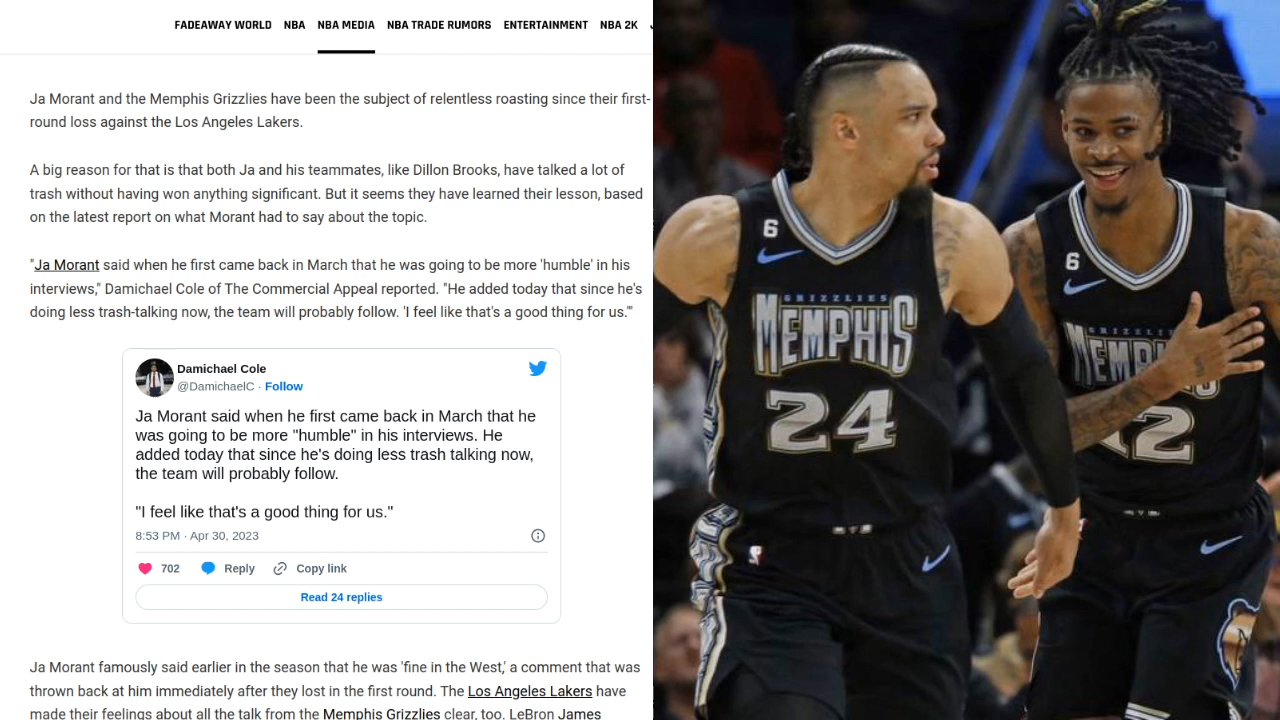 FADEAWAY WORLD NBA NBA MEDIA NBA TRADE RUMORS ENTERTAINMENT NBA 2K
Ja Morant and the Memphis Grizzlies have been the subject of relentless roasting since their first-
round loss against the Los Angeles Lakers.
A big reason for that is that both Ja and his teammates, like Dillon Brooks, have talked a lot of
trash without having won anything significant. But it seems they have learned their lesson, based
on the latest report on what Morant had to say about the topic.
"Ja Morant said when he first came back in March that he was going to be more 'humble' in his
interviews," Damichael Cole of The Commercial Appeal reported. "He added today that since he's
doing less trash-talking now, the team will probably follow. 'I feel like that's a good thing for us.'"
Damichael Cole
@DamichaelC · Follow
Ja Morant said when he first came back in March that he
was going to be more "humble" in his interviews. He
added today that since he's doing less trash talking now,
the team will probably follow.
"I feel like that's a good thing for us."
8:53 PM · Apr 30, 2023
702 Reply Copy link
Read 24 replies
Ja Morant famously said earlier in the season that he was 'fine in the West,' a comment that was
thrown back at him immediately after they lost in the first round. The Los Angeles Lakers have
made their feelings about all the talk from the Memphis Grizzlies clear, too. LeBron James
6
GRIZZLIES
MEMPHIS
24
6
12